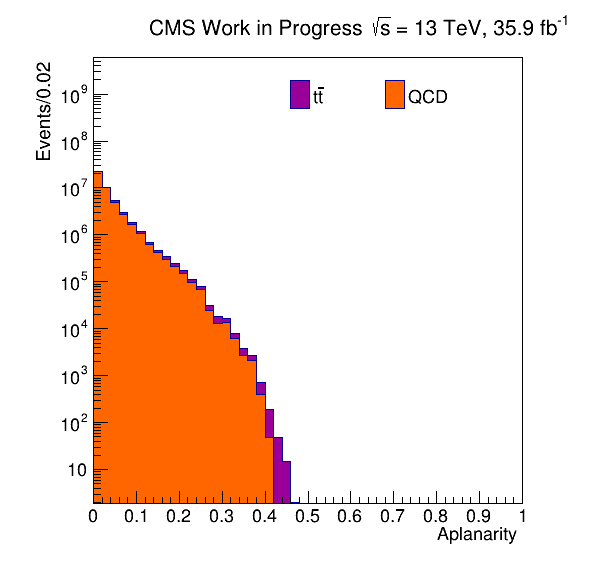 CMS Work in Progress √s = 13 TeV, 35.9 fb⁻¹
Events/0.02
tt̄ QCD
10⁹
10⁸
10⁷
10⁶
10⁵
10⁴
10³
10²
10
0 0.1 0.2 0.3 0.4 0.5 0.6 0.7 0.8 0.9 1
Aplanarity